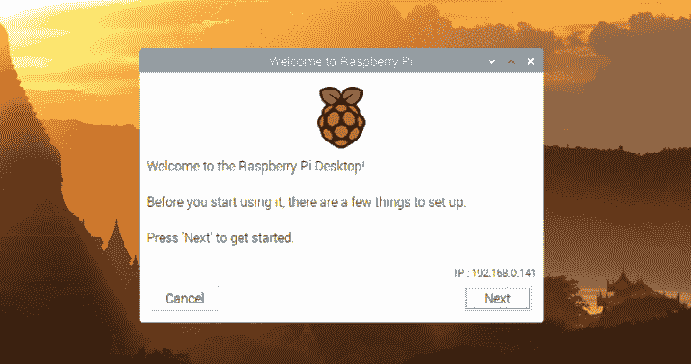 Welcome to Raspberry Pi
Welcome to the Raspberry Pi Desktop!
Before you start using it, there are a few things to set up.
Press 'Next' to get started.
IP : 192.168.0.141
Cancel
Next